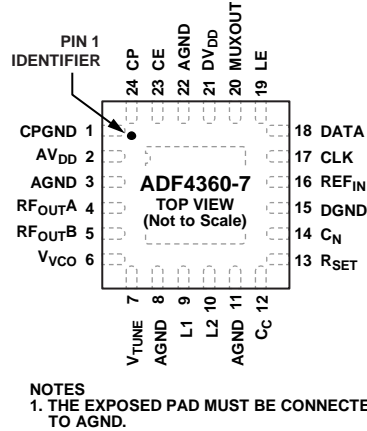 PIN 1
IDENTIFIER
24 CP
23 CE
22 AGND
21 DVDD
20 MUXOUT
19 LE
CPGND 1
AVDD 2
AGND 3
RFOUTA 4
RFOUTB 5
VVCO 6
18 DATA
17 CLK
16 REFIN
15 DGND
14 CN
13 RSET
ADF4360-7
TOP VIEW
(Not to Scale)
VTUNE 7
AGND 8
L1 9
L2 10
AGND 11
CC 12
NOTES
1. THE EXPOSED PAD MUST BE CONNECTE
TO AGND.